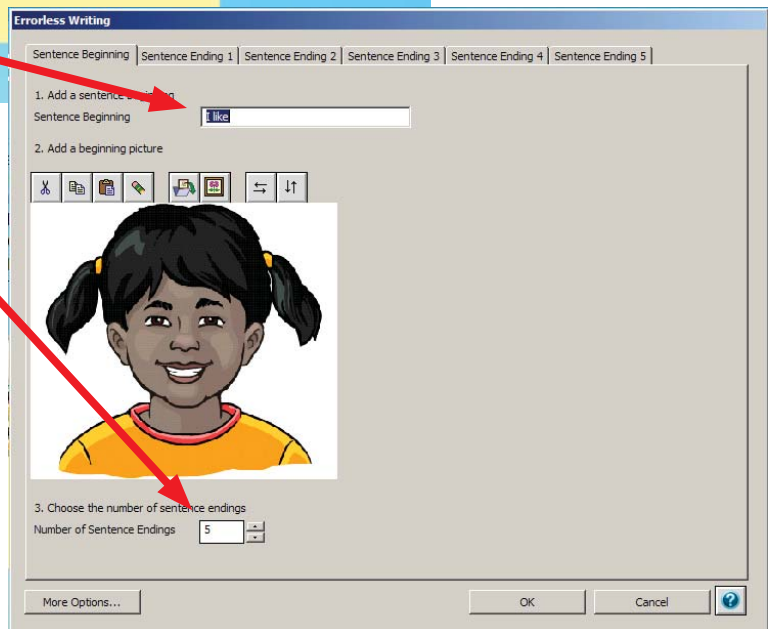 Errorless Writing
Sentence Beginning Sentence Ending 1 Sentence Ending 2 Sentence Ending 3 Sentence Ending 4 Sentence Ending 5
1. Add a sentence beginning
Sentence Beginning I like
2. Add a beginning picture
3. Choose the number of sentence endings
Number of Sentence Endings 5
More Options... OK Cancel ?